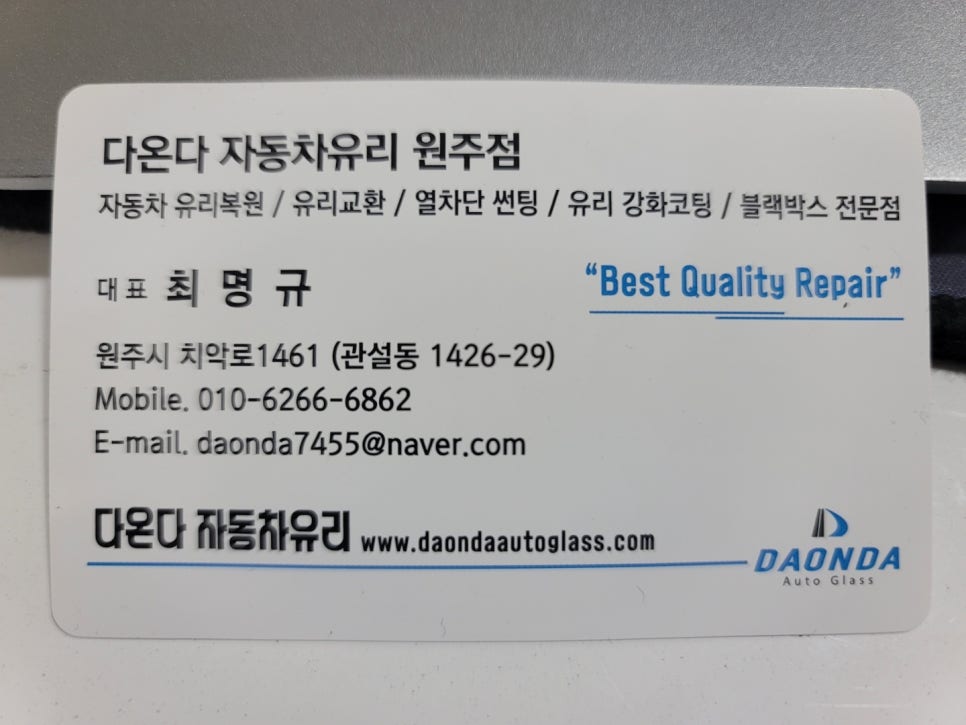 다온다 자동차유리 원주점
자동차 유리복원 / 유리교환 / 열차단 썬팅 / 유리 강화코팅 / 블랙박스 전문점
대표 최명규
“Best Quality Repair”
원주시 치악로1461 (관설동 1426-29)
Mobile. 010-6266-6862
E-mail. daonda7455@naver.com
다온다 자동차유리 www.daondaautoglass.com
DAONDA
Auto Glass